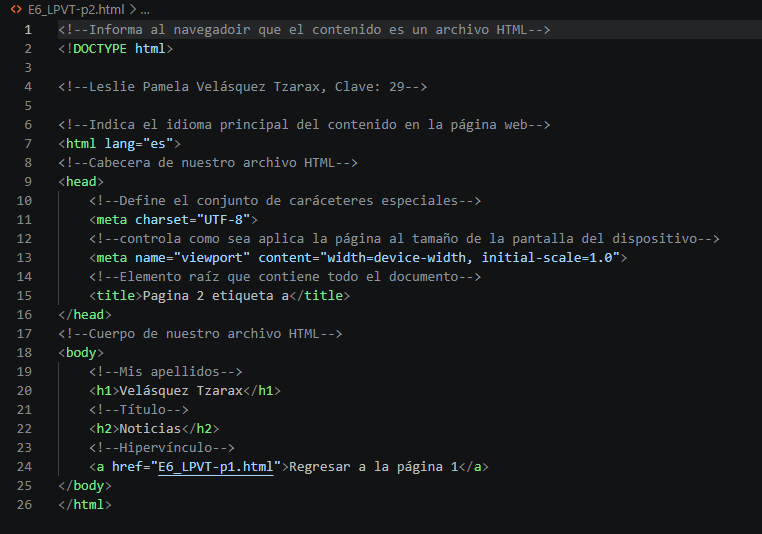 E6_LPVT-p2.html > ...
1 <!--Informa al navegadoir que el contenido es un archivo HTML-->
2 <!DOCTYPE html>
3
4 <!--Leslie Pamela Velásquez Tzarax, Clave: 29-->
5
6 <!--Indica el idioma principal del contenido en la página web-->
7 <html lang="es">
8 <!--Cabecera de nuestro archivo HTML-->
9 <head>
10 <!--Define el conjunto de caráceteres especiales-->
11 <meta charset="UTF-8">
12 <!--controla como sea aplica la página al tamaño de la pantalla del dispositivo-->
13 <meta name="viewport" content="width=device-width, initial-scale=1.0">
14 <!--Elemento raíz que contiene todo el documento-->
15 <title>Pagina 2 etiqueta a</title>
16 </head>
17 <!--Cuerpo de nuestro archivo HTML-->
18 <body>
19 <!--Mis apellidos-->
20 <h1>Velásquez Tzarax</h1>
21 <!--Título-->
22 <h2>Noticias</h2>
23 <!--Hipervínculo-->
24 <a href="E6_LPVT-p1.html">Regresar a la página 1</a>
25 </body>
26 </html>